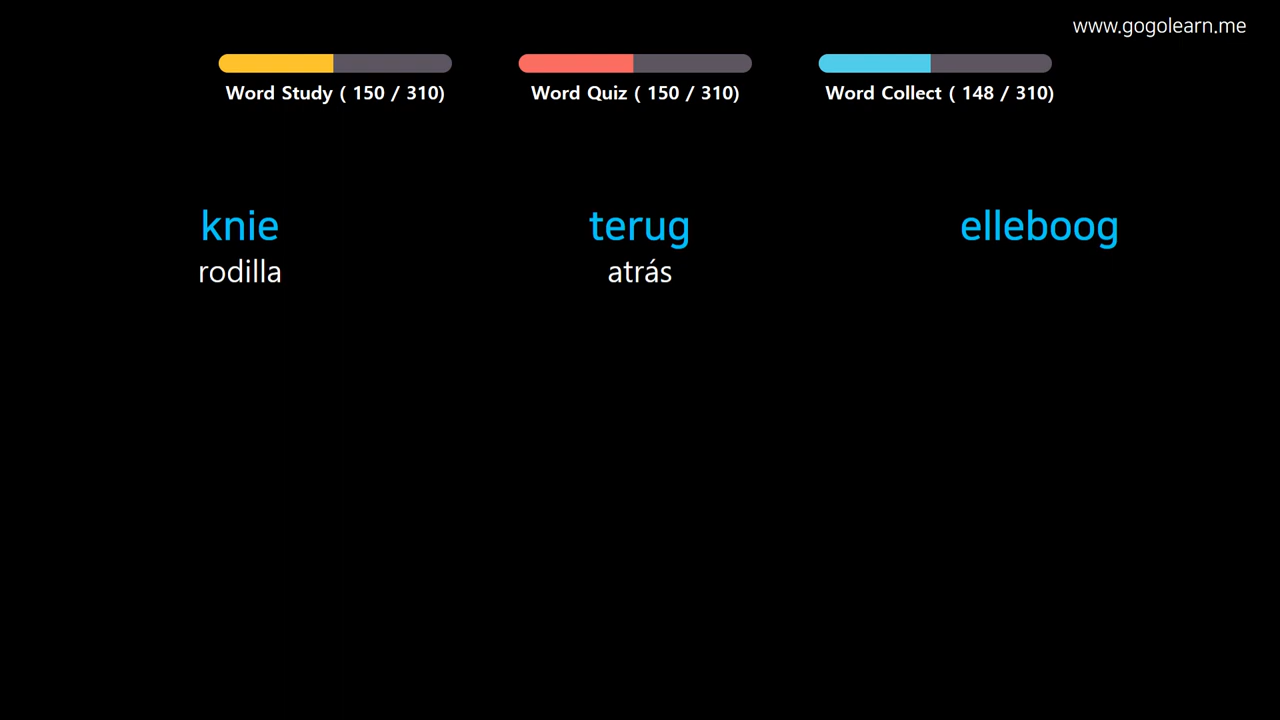 www.gogolearn.me
Word Study ( 150 / 310)
Word Quiz ( 150 / 310)
Word Collect ( 148 / 310)
knie
rodilla
terug
atrás
elleboog